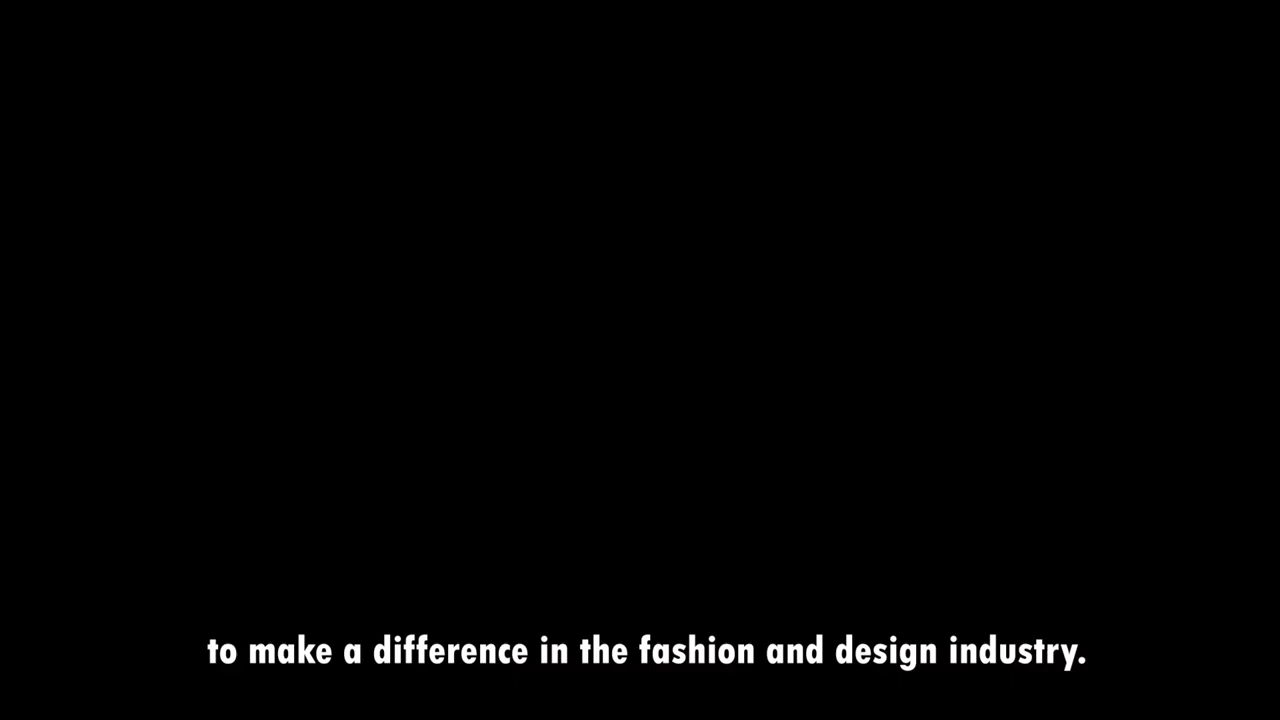 to make a difference in the fashion and design industry.